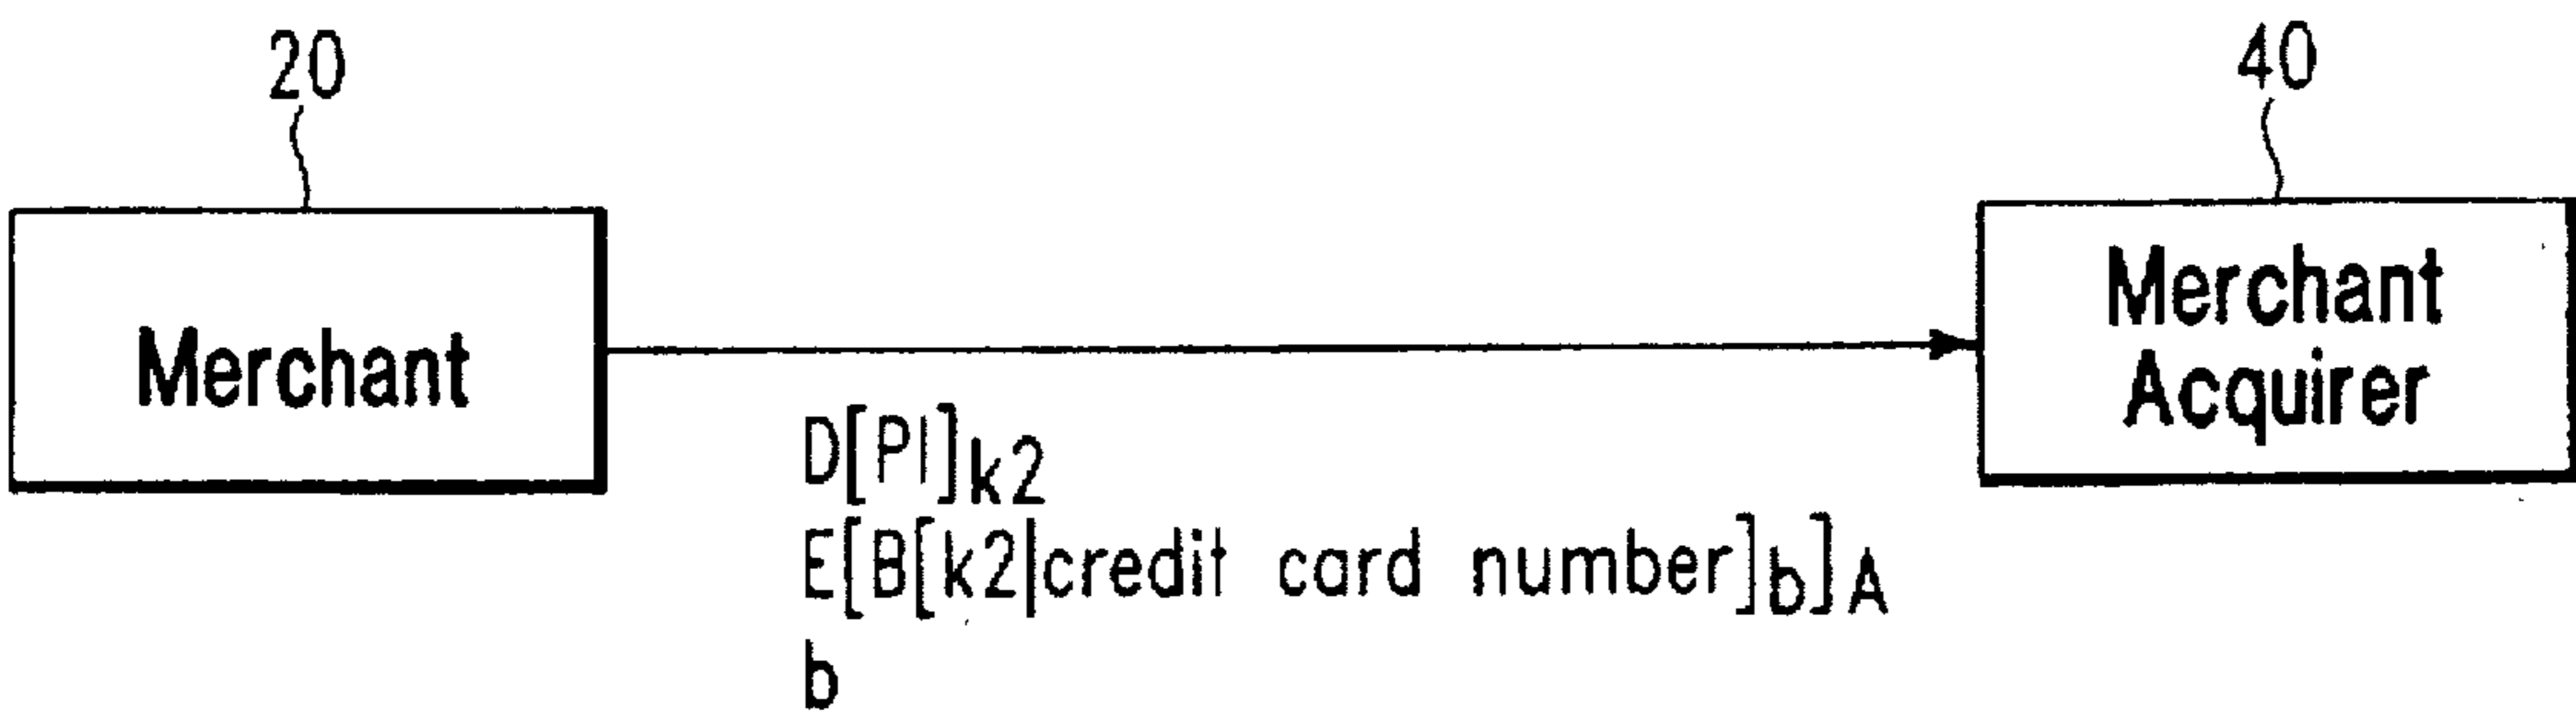 20
40
Merchant
Merchant
Acquirer
D[PI]k2
E[B[k2|credit card number]b]A
b